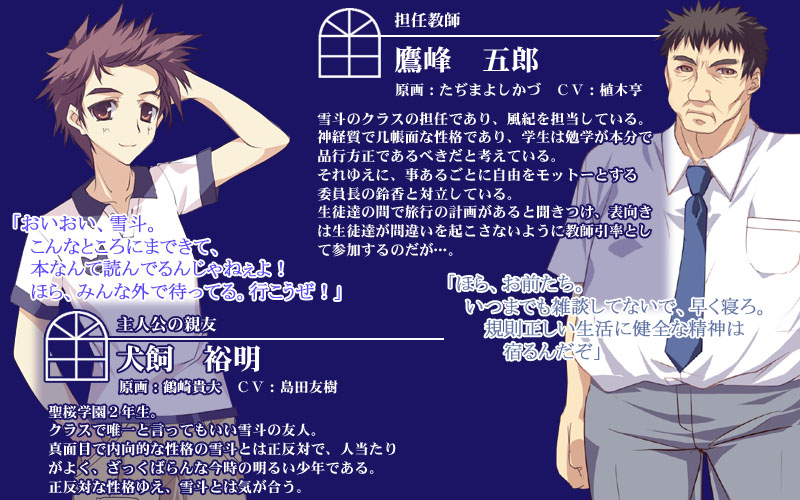 担任教師
鷹峰　五郎
原画：たぢまよしかづ　ＣＶ：植木亨
雪斗のクラスの担任であり、風紀を担当している。
神経質で几帳面な性格であり、学生は勉学が本分で
品行方正であるべきだと考えている。
それゆえに、事あるごとに自由をモットーとする
委員長の鈴香と対立している。
生徒達の間で旅行の計画があると聞きつけ、表向き
は生徒達が間違いを起こさないように教師引率とし
て参加するのだが…。
「ほら、お前たち。
いつまでも雑談してないで、早く寝ろ。
規則正しい生活に健全な精神は
宿るんだぞ」
「おいおい、雪斗。
こんなところにまできて、
本なんて読んでるんじゃねぇよ！
ほら、みんな外で待ってる。行こうぜ！」
主人公の親友
犬飼　裕明
原画：鶴崎貴大　ＣＶ：島田友樹
聖桜学園２年生。
クラスで唯一と言ってもいい雪斗の友人。
真面目で内向的な性格の雪斗とは正反対で、人当たり
がよく、ざっくばらんな今時の明るい少年である。
正反対な性格ゆえ、雪斗とは気が合う。